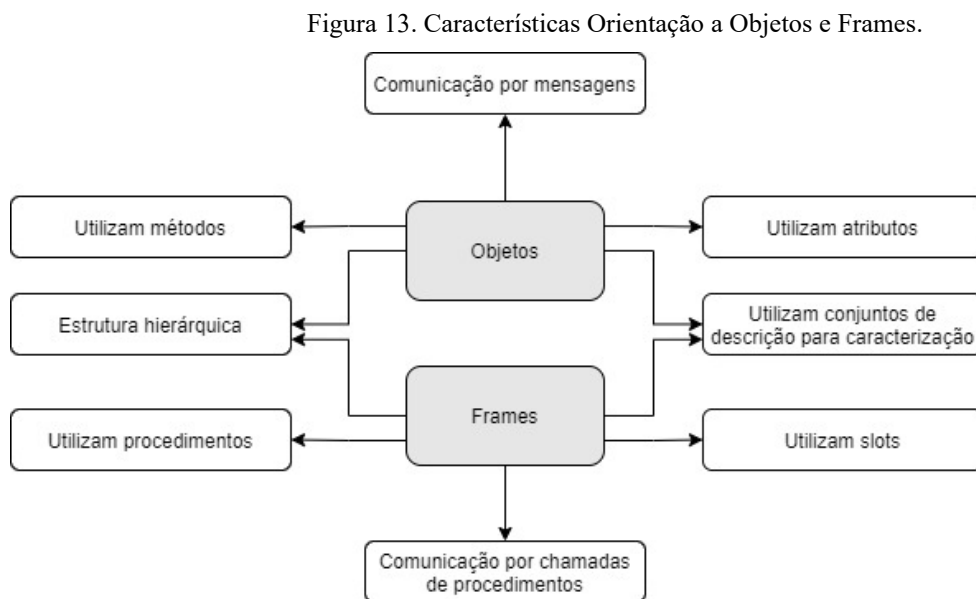 Figura 13. Características Orientação a Objetos e Frames.
Comunicação por mensagens
Utilizam métodos
Objetos
Utilizam atributos
Estrutura hierárquica
Utilizam conjuntos de
descrição para caracterização
Frames
Utilizam procedimentos
Utilizam slots
Comunicação por chamadas
de procedimentos